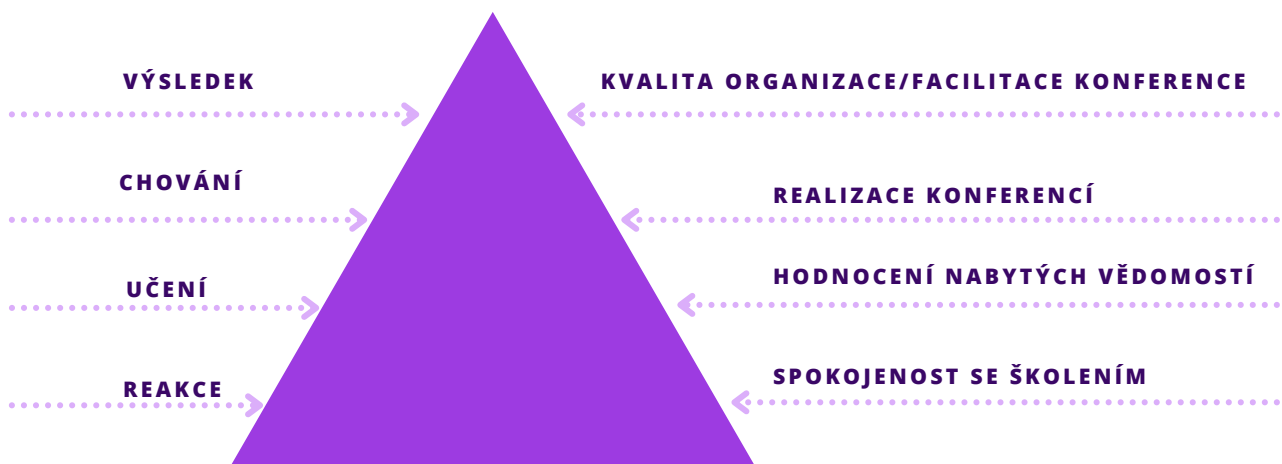 VÝSLEDEK
KVALITA ORGANIZACE/FACILITACE KONFERENCE
CHOVÁNÍ
REALIZACE KONFERENCÍ
UČENÍ
HODNOCENÍ NABYTÝCH VĚDOMOSTÍ
REAKCE
SPOKOJENOST SE ŠKOLENÍM